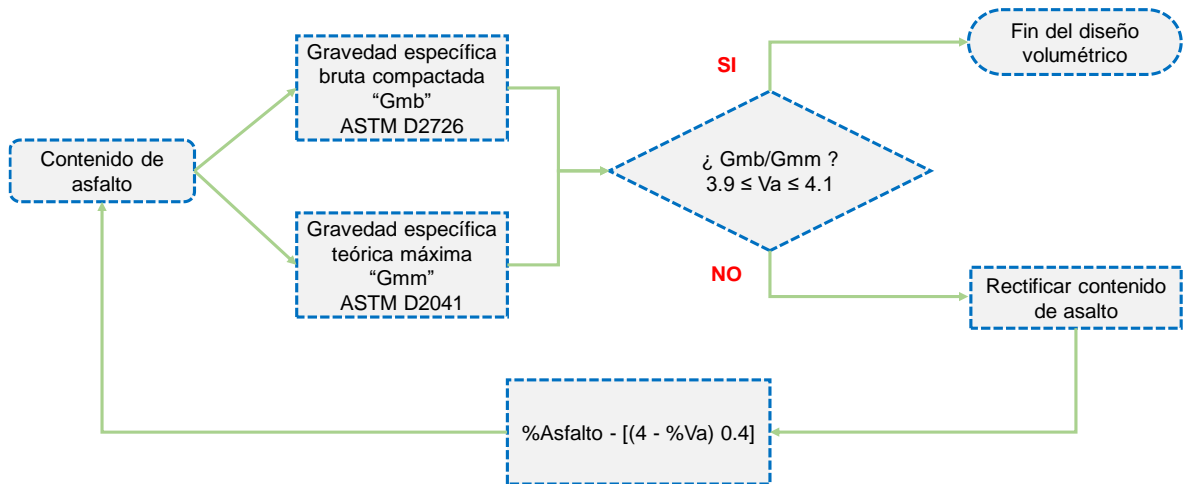 Contenido de
asfalto
Gravedad específica
bruta compactada
“Gmb”
ASTM D2726
Gravedad específica
teórica máxima
“Gmm”
ASTM D2041
SI
¿ Gmb/Gmm ?
3.9 ≤ Va ≤ 4.1
NO
Fin del diseño
volumétrico
Rectificar contenido
de asalto
%Asfalto - [(4 - %Va) 0.4]